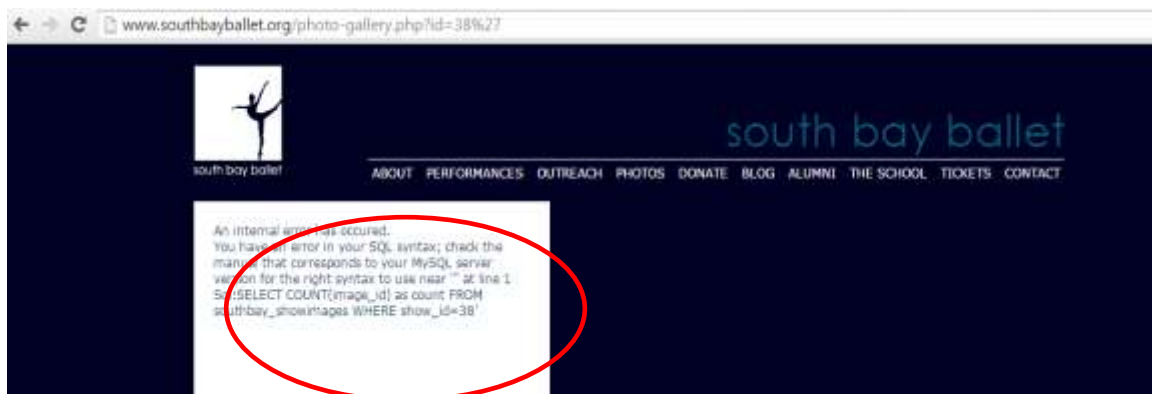 www.southbayballet.org/photo-gallery.php?id=38%27
south bay ballet
south bay ballet
ABOUT PERFORMANCES OUTREACH PHOTOS DONATE BLOG ALUMNI THE SCHOOL TICKETS CONTACT
An internal error has occured.
You have an error in your SQL syntax; check the
manual that corresponds to your MySQL server
version for the right syntax to use near '' at line 1
Sql:SELECT COUNT(image_id) as count FROM
southbay_showimages WHERE show_id=38'